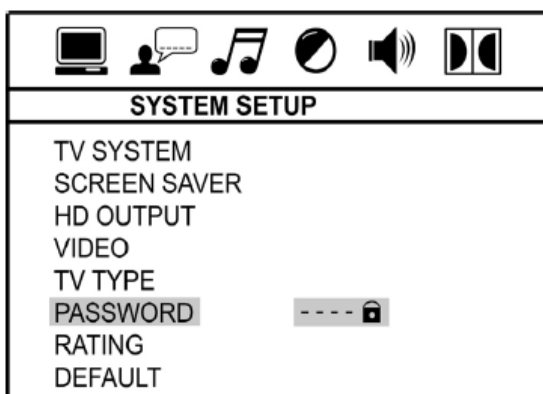 SYSTEM SETUP
TV SYSTEM
SCREEN SAVER
HD OUTPUT
VIDEO
TV TYPE
PASSWORD - - - -
RATING
DEFAULT